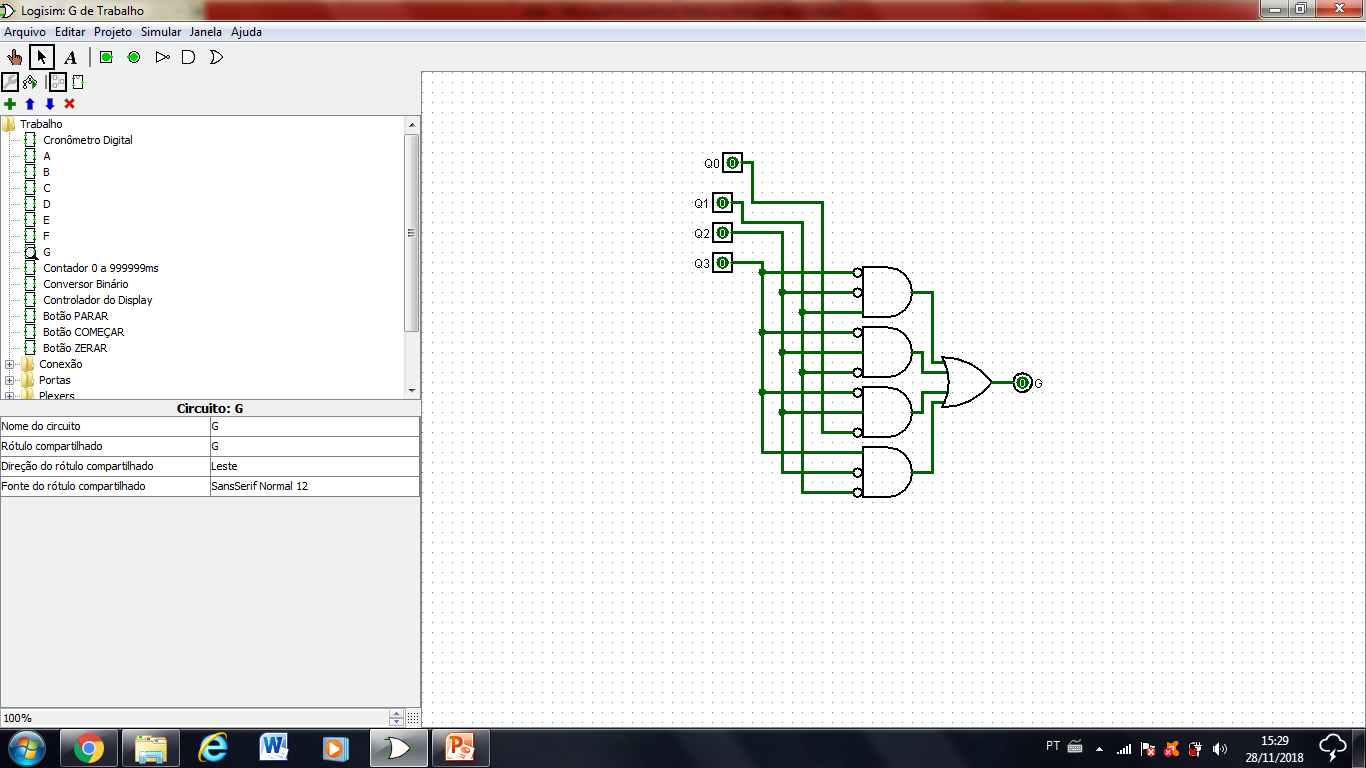 Logisim: G de Trabalho
Arquivo Editar Projeto Simular Janela Ajuda
A
Trabalho
Cronômetro Digital
A
B
C
D
E
F
G
Contador 0 a 999999ms
Conversor Binário
Controlador do Display
Botão PARAR
Botão COMEÇAR
Botão ZERAR
Conexão
Portas
Plexers
Circuito: G
Nome do circuito G
Rótulo compartilhado G
Direção do rótulo compartilhado Leste
Fonte do rótulo compartilhado SansSerif Normal 12
100%
Q0 0
Q1 0
Q2 0
Q3 0
0 G
PT
15:29
28/11/2018